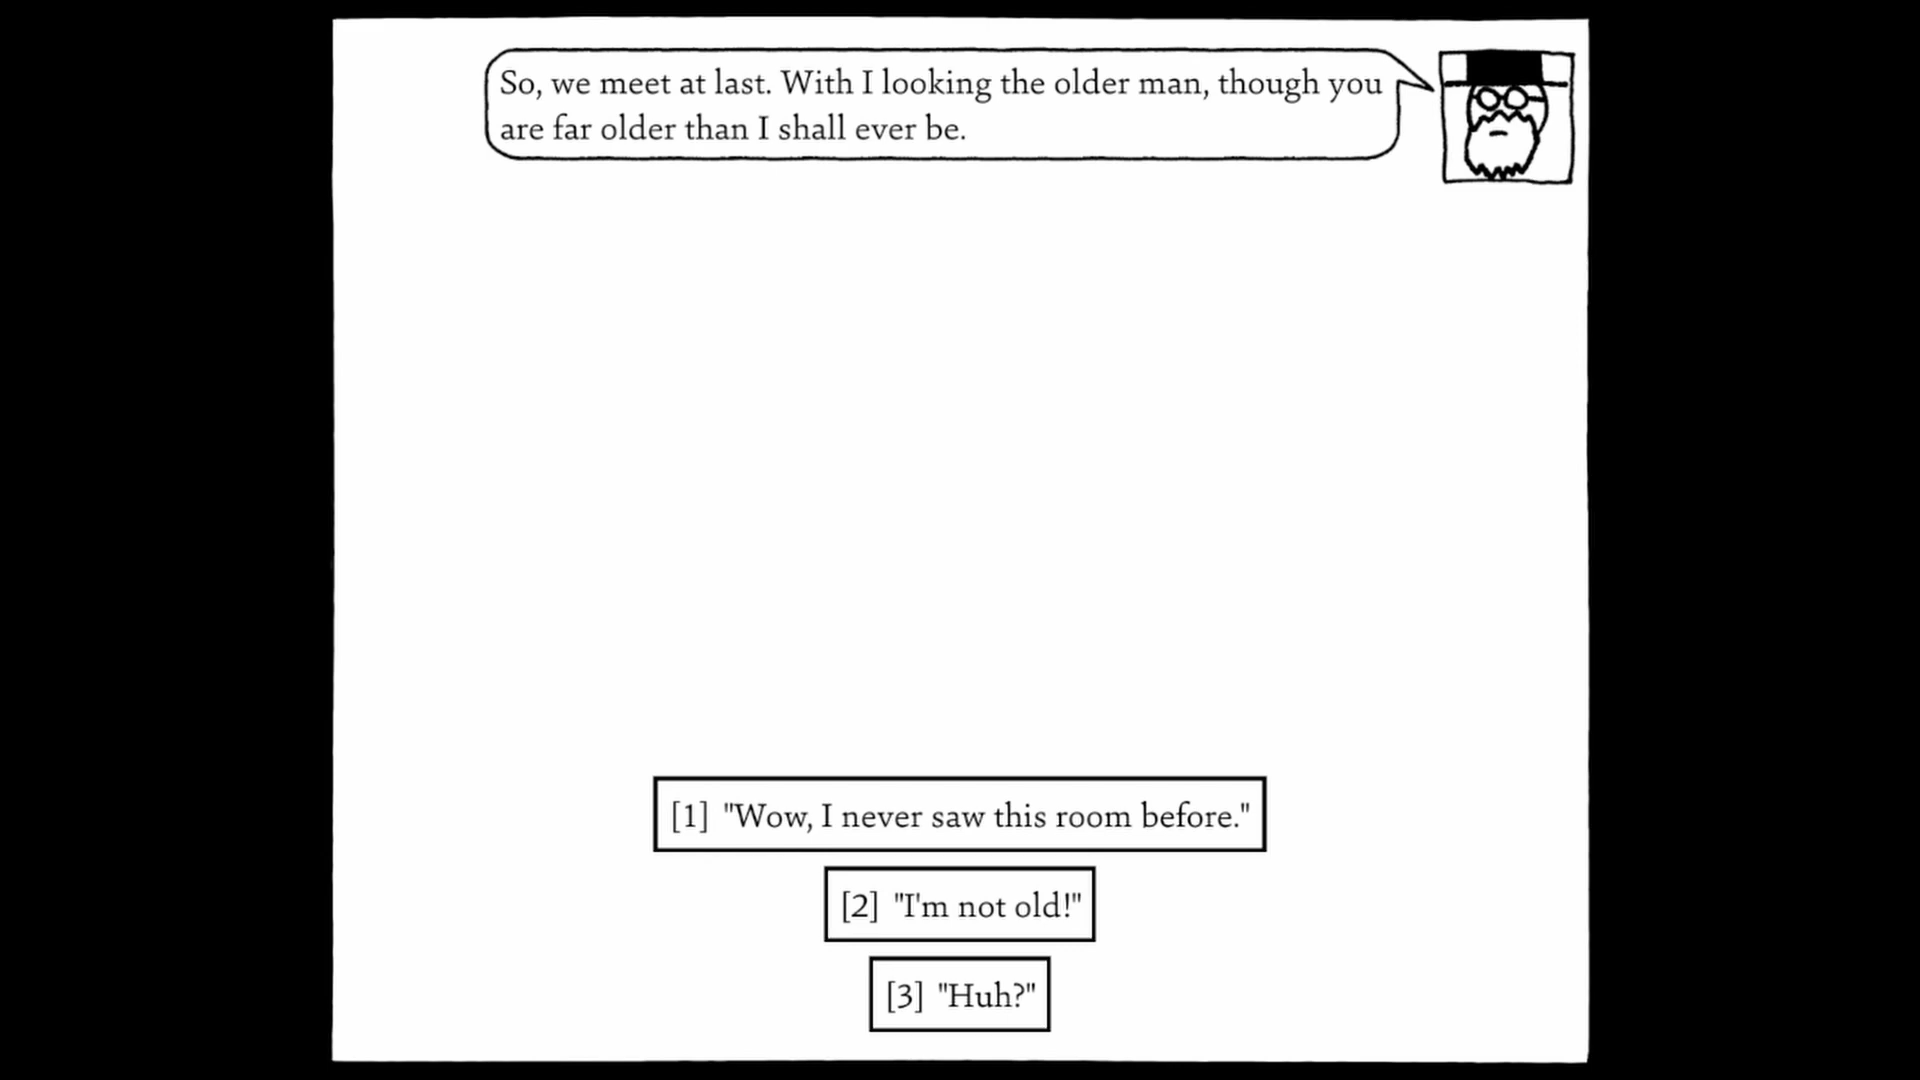 So, we meet at last. With I looking the older man, though you
are far older than I shall ever be.
[1] "Wow, I never saw this room before."
[2] "I'm not old!"
[3] "Huh?"